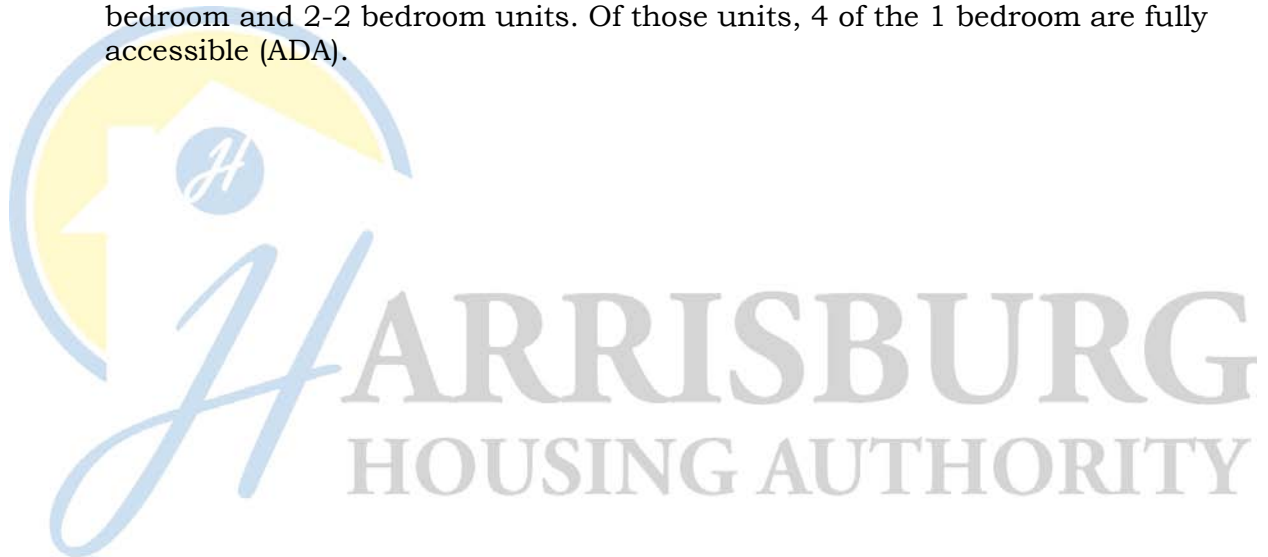 bedroom and 2-2 bedroom units. Of those units, 4 of the 1 bedroom are fully
accessible (ADA).
H
HARRISBURG
HOUSING AUTHORITY